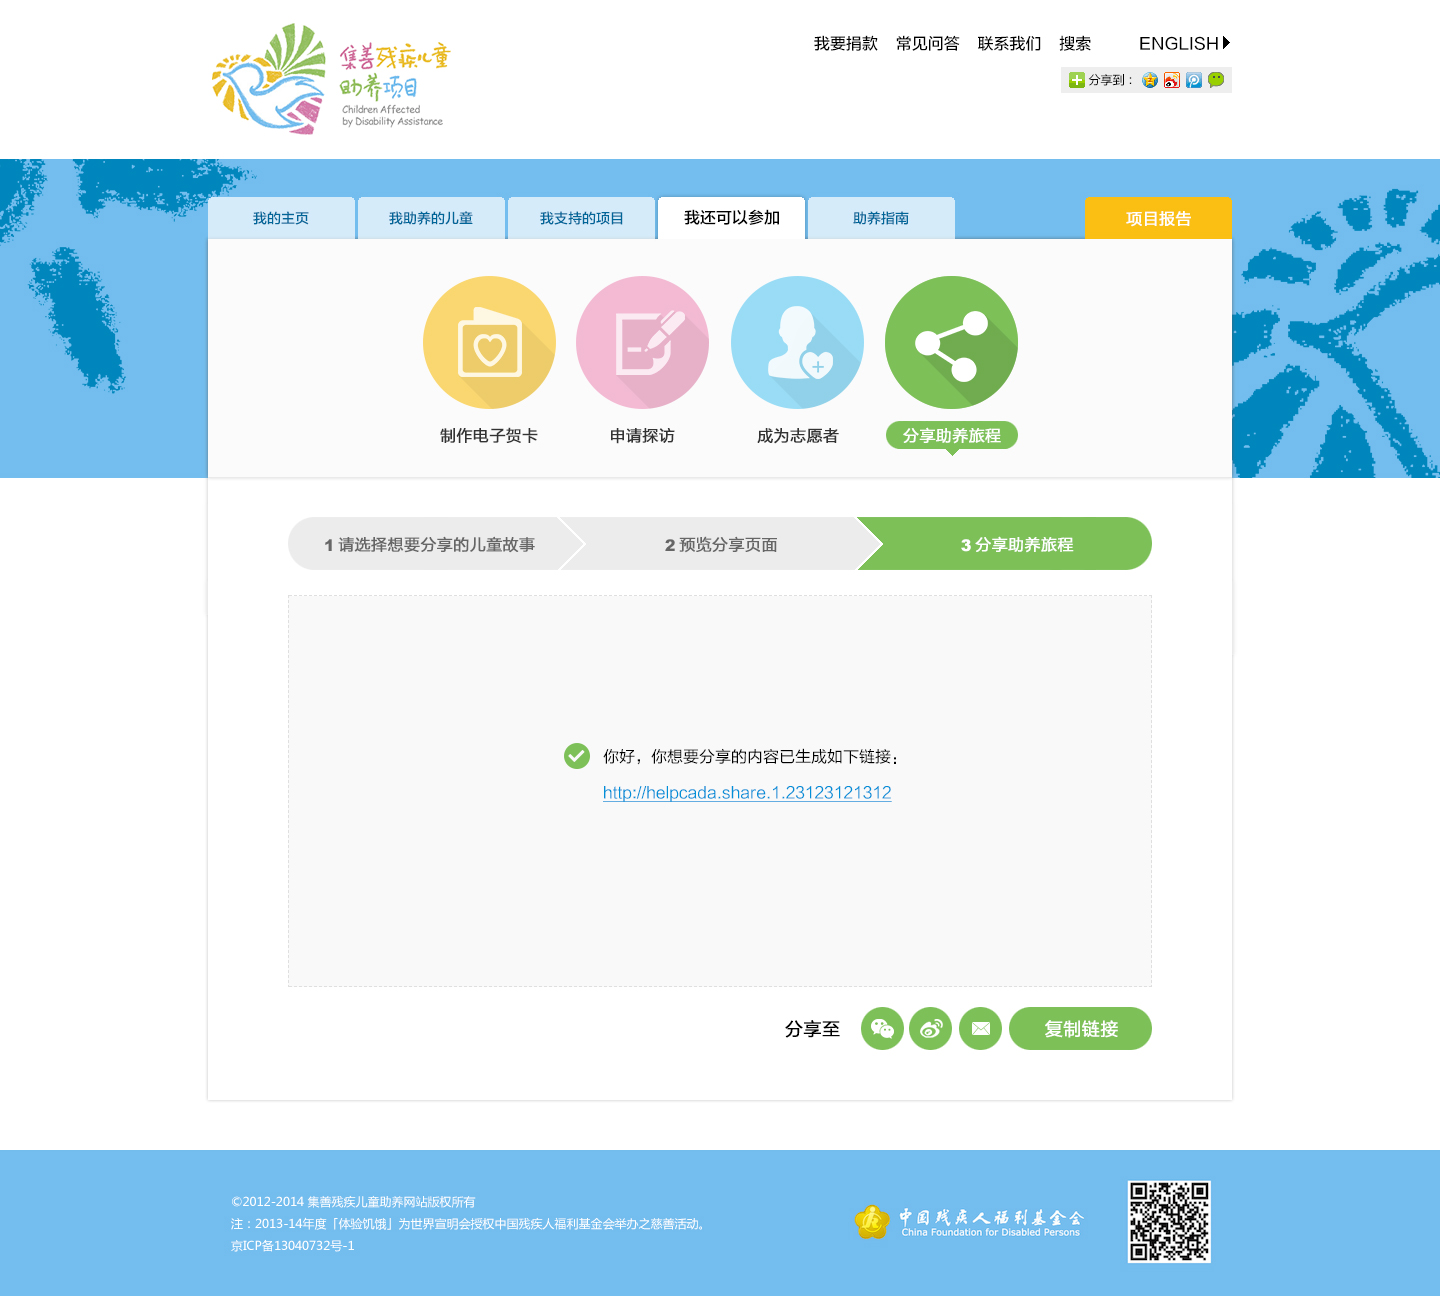 集善残疾儿童
助养项目
Children Affected
by Disability Assistance
我要捐款 常见问答 联系我们 搜索 ENGLISH
分享到：
我的主页 我助养的儿童 我支持的项目 我还可以参加 助养指南 项目报告
制作电子贺卡 申请探访 成为志愿者 分享助养旅程
1 请选择想要分享的儿童故事 2 预览分享页面 3 分享助养旅程
你好，你想要分享的内容已生成如下链接：
http://helpcada.share.1.23123121312
分享至 复制链接
©2012-2014 集善残疾儿童助养网站版权所有
注：2013-14年度「体验饥饿」为世界宣明会授权中国残疾人福利基金会举办之慈善活动。
京ICP备13040732号-1
中国残疾人福利基金会
China Foundation for Disabled Persons